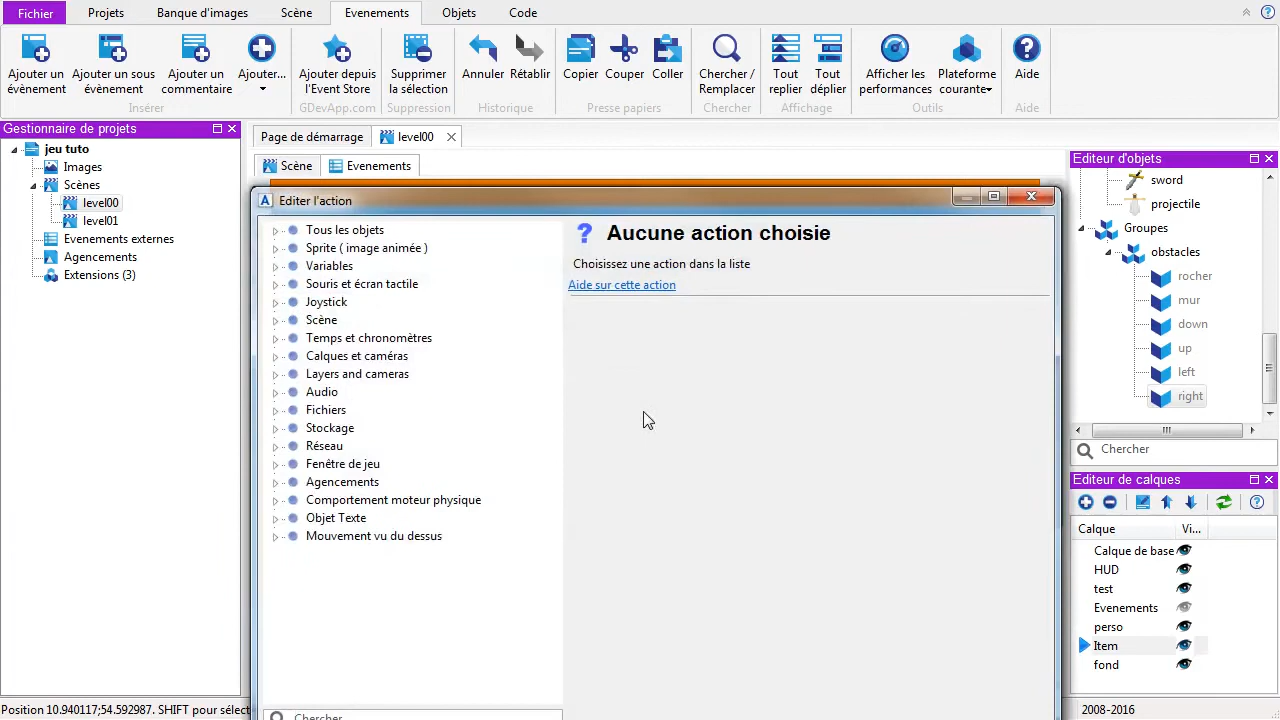 Fichier Projets Banque d'images Scène Evenements Objets Code
Ajouter un évènement
Ajouter un sous évènement
Ajouter un commentaire
Ajouter...
Insérer
Ajouter depuis l'Event Store
GDevApp.com
Supprimer la sélection
Suppression
Annuler Rétablir
Historique
Copier Couper Coller
Presse papiers
Chercher / Remplacer
Chercher
Tout replier
Tout déplier
Affichage
Afficher les performances
Plateforme courante
Outils
Aide
Aide
Gestionnaire de projets
jeu tuto
Images
Scènes
level00
level01
Evenements externes
Agencements
Extensions (3)
Page de démarrage level00
Scène Evenements
Editer l'action
Tous les objets
Sprite ( image animée )
Variables
Souris et écran tactile
Joystick
Scène
Temps et chronomètres
Calques et caméras
Layers and cameras
Audio
Fichiers
Stockage
Réseau
Fenêtre de jeu
Agencements
Comportement moteur physique
Objet Texte
Mouvement vu du dessus
Chercher
? Aucune action choisie
Choisissez une action dans la liste
Aide sur cette action
Editeur d'objets
sword
projectile
Groupes
obstacles
rocher
mur
down
up
left
right
Chercher
Editeur de calques
Calque Vi...
Calque de base
HUD
test
Evenements
perso
Item
fond
Position 10.940117;54.592987. SHIFT pour sélect
2008-2016